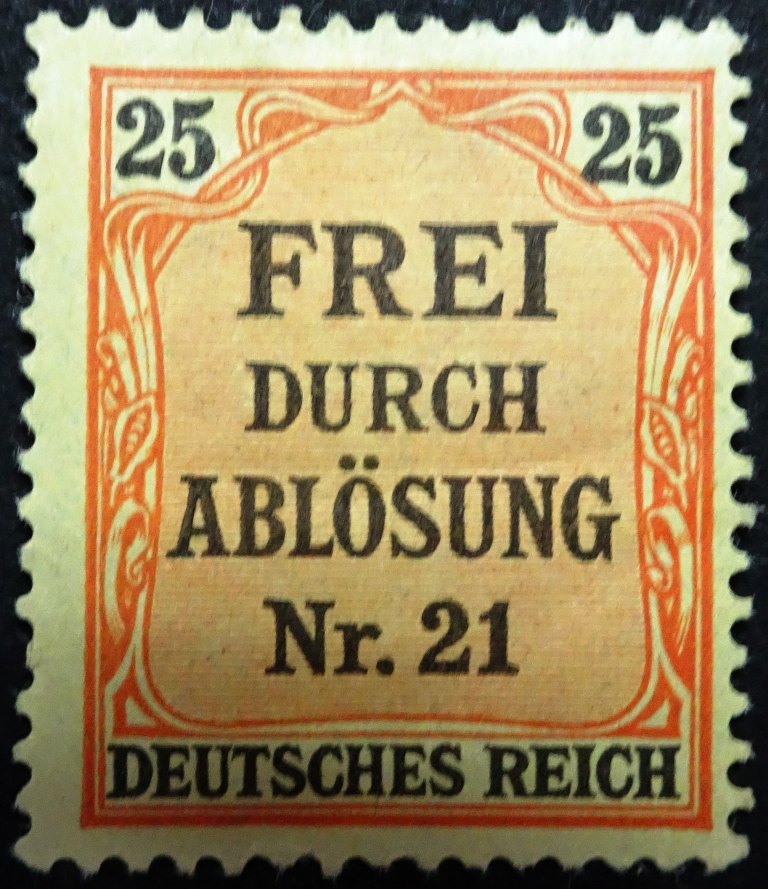 25 25
FREI
DURCH
ABLÖSUNG
Nr. 21
DEUTSCHES REICH